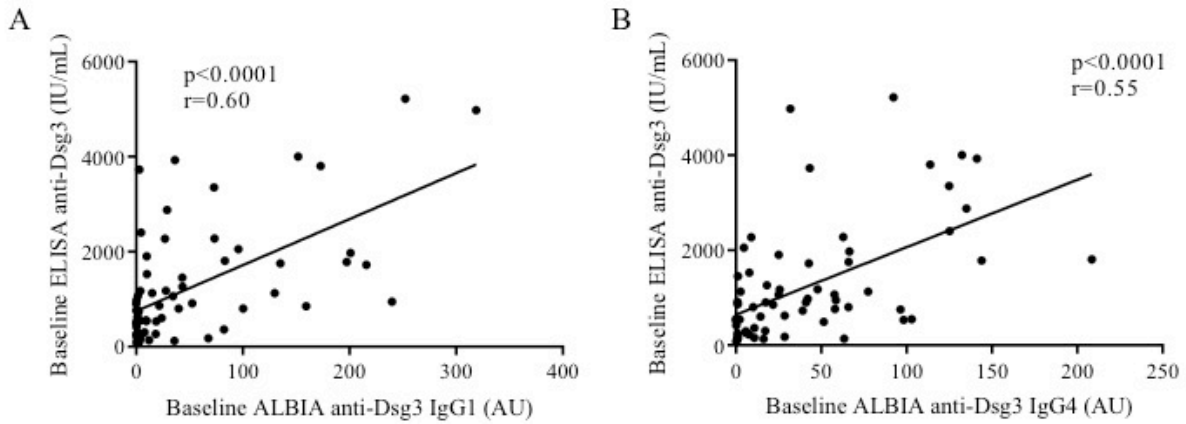 A
Baseline ELISA anti-Dsg3 (IU/mL)
6000
4000
2000
0
p<0.0001
r=0.60
0 100 200 300 400
Baseline ALBIA anti-Dsg3 IgG1 (AU)
B
Baseline ELISA anti-Dsg3 (IU/mL)
6000
4000
2000
0
p<0.0001
r=0.55
0 50 100 150 200 250
Baseline ALBIA anti-Dsg3 IgG4 (AU)